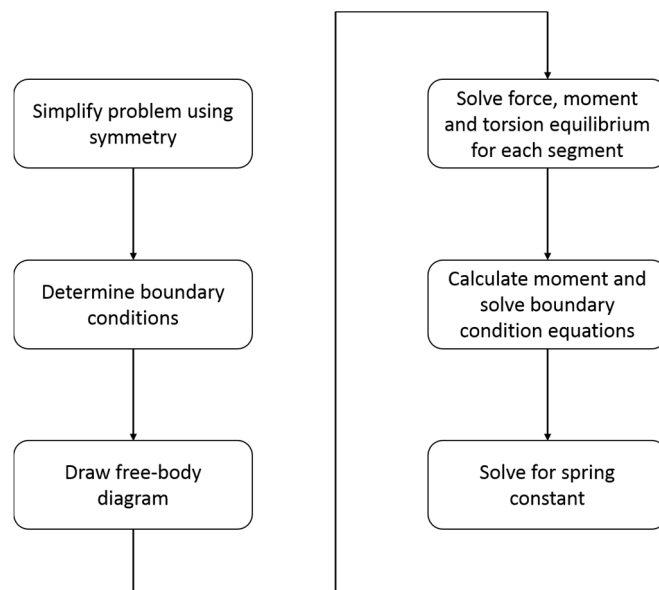 Simplify problem using
symmetry
Determine boundary
conditions
Draw free-body
diagram
Solve force, moment
and torsion equilibrium
for each segment
Calculate moment and
solve boundary
condition equations
Solve for spring
constant